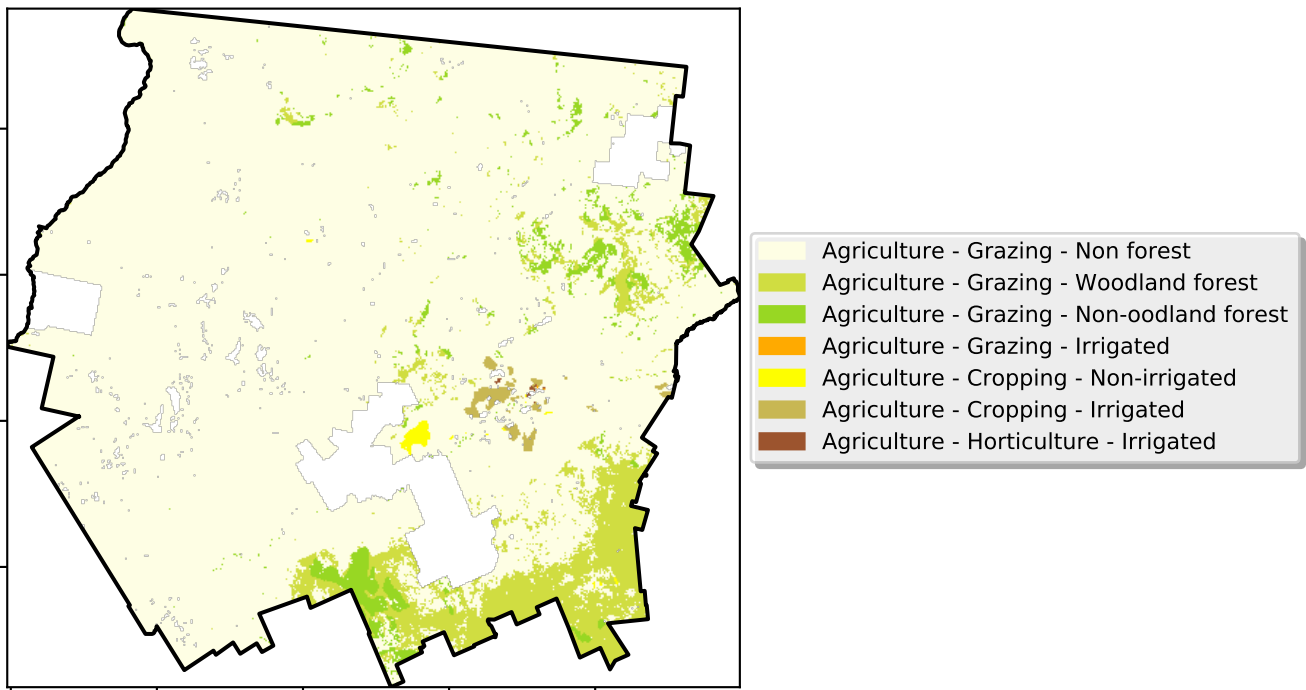 Agriculture - Grazing - Non forest
Agriculture - Grazing - Woodland forest
Agriculture - Grazing - Non-oodland forest
Agriculture - Grazing - Irrigated
Agriculture - Cropping - Non-irrigated
Agriculture - Cropping - Irrigated
Agriculture - Horticulture - Irrigated